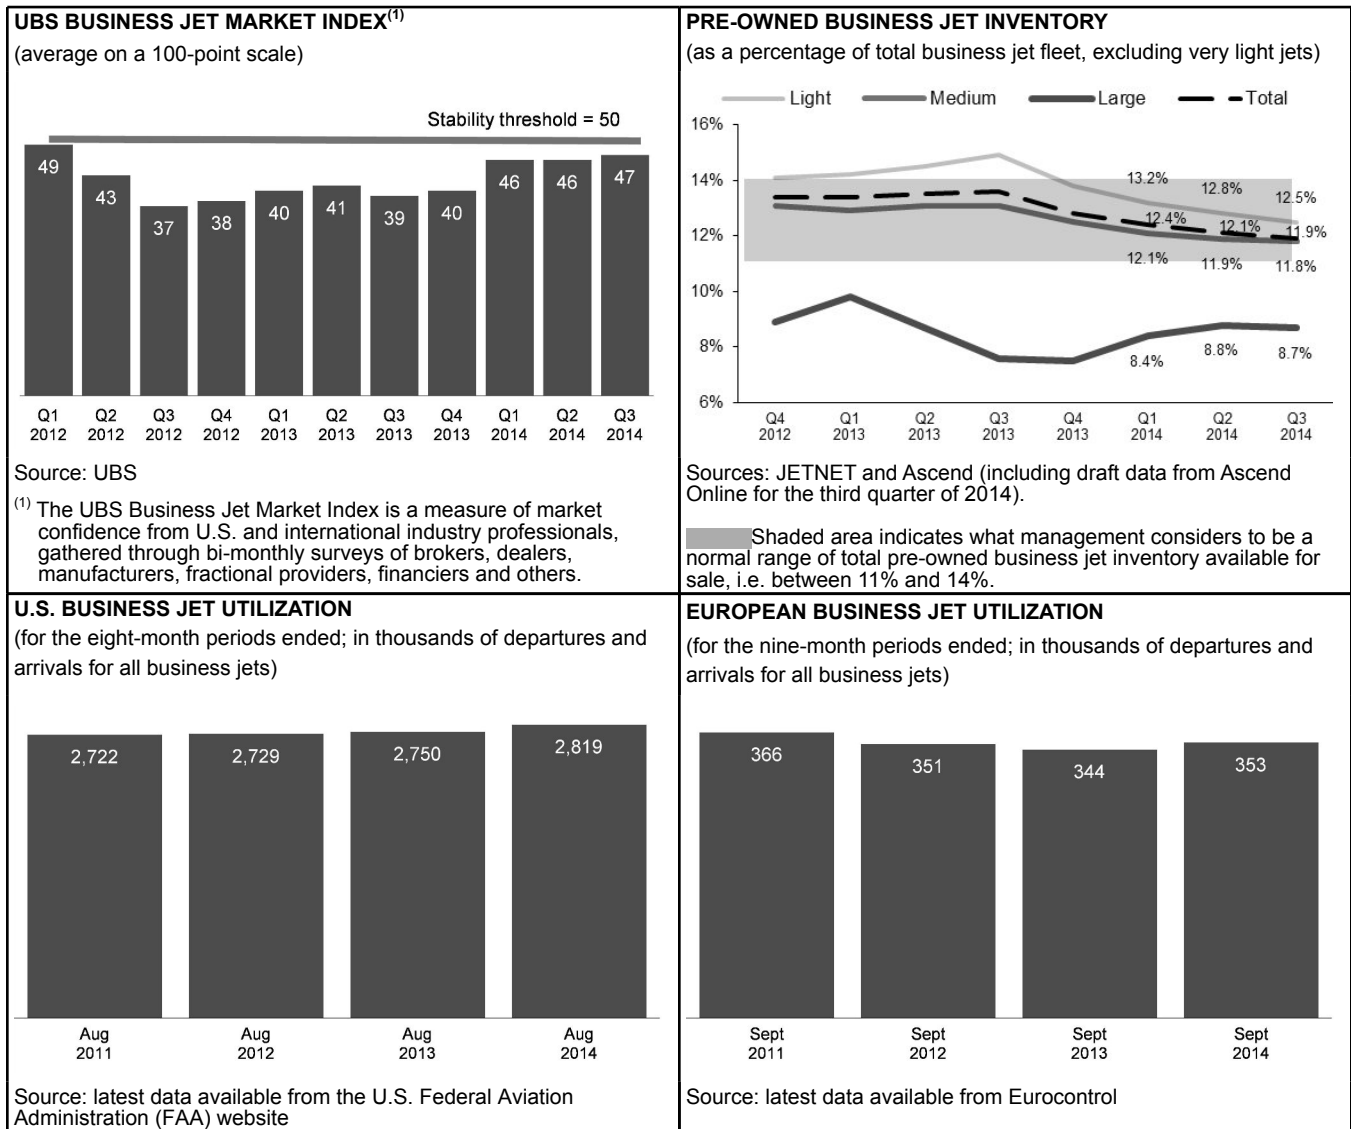 UBS BUSINESS JET MARKET INDEX(1)
(average on a 100-point scale)
Stability threshold = 50
49
43
37
38
40
41
39
40
46
46
47
Q1 Q2 Q3 Q4 Q1 Q2 Q3 Q4 Q1 Q2 Q3
2012 2012 2012 2012 2013 2013 2013 2013 2014 2014 2014
Source: UBS
(1) The UBS Business Jet Market Index is a measure of market
confidence from U.S. and international industry professionals,
gathered through bi-monthly surveys of brokers, dealers,
manufacturers, fractional providers, financiers and others.
PRE-OWNED BUSINESS JET INVENTORY
(as a percentage of total business jet fleet, excluding very light jets)
Light Medium Large Total
16%
14%
12%
10%
8%
6%
13.2% 12.8% 12.5%
12.4% 12.1% 11.9%
12.1% 11.9% 11.8%
8.4% 8.8% 8.7%
Q4 Q1 Q2 Q3 Q4 Q1 Q2 Q3
2012 2013 2013 2013 2013 2014 2014 2014
Sources: JETNET and Ascend (including draft data from Ascend
Online for the third quarter of 2014).
Shaded area indicates what management considers to be a
normal range of total pre-owned business jet inventory available for
sale, i.e. between 11% and 14%.
U.S. BUSINESS JET UTILIZATION
(for the eight-month periods ended; in thousands of departures and
arrivals for all business jets)
2,722 2,729 2,750 2,819
Aug Aug Aug Aug
2011 2012 2013 2014
Source: latest data available from the U.S. Federal Aviation
Administration (FAA) website
EUROPEAN BUSINESS JET UTILIZATION
(for the nine-month periods ended; in thousands of departures and
arrivals for all business jets)
366 351 344 353
Sept Sept Sept Sept
2011 2012 2013 2014
Source: latest data available from Eurocontrol